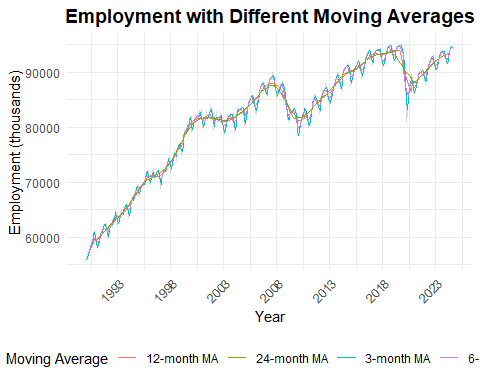 Employment with Different Moving Averages
Employment (thousands)
90000
80000
70000
60000
1993 1998 2003 2008 2013 2018 2023
Year
Moving Average 12-month MA 24-month MA 3-month MA 6-